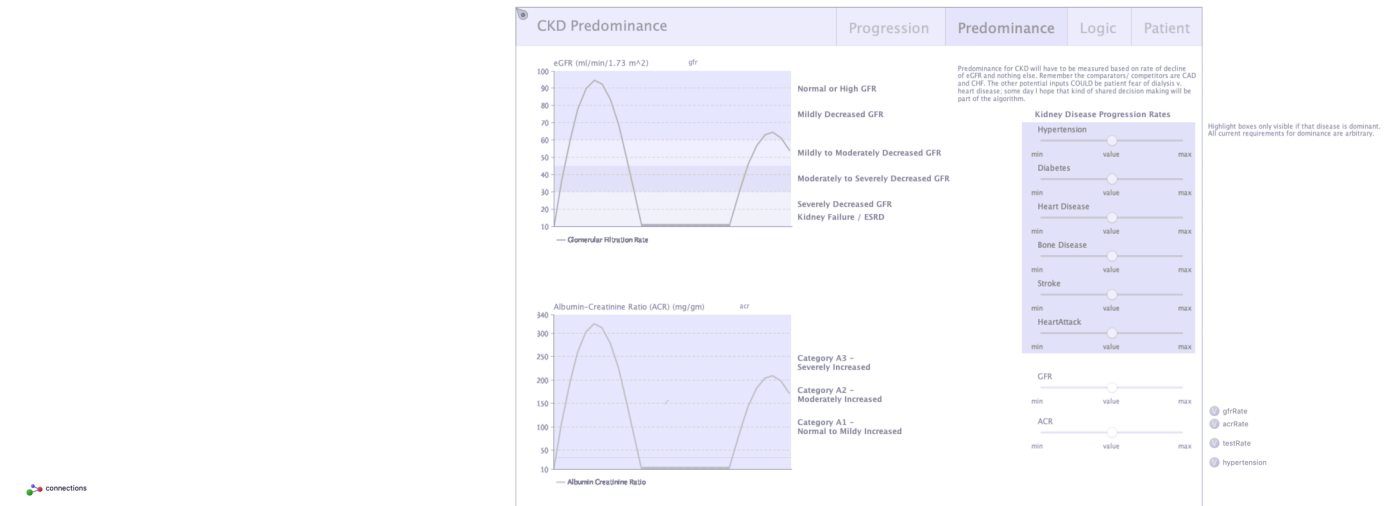 CKD Predominance
Progression
Predominance
Logic
Patient
eGFR (ml/min/1.73 m^2)
gfr
100
90
80
70
60
50
40
30
20
10
Glomerular Filtration Rate
Normal or High GFR
Mildly Decreased GFR
Mildly to Moderately Decreased GFR
Moderately to Severely Decreased GFR
Severely Decreased GFR
Kidney Failure / ESRD
Predominance for CKD will have to be measured based on rate of decline
of eGFR and nothing else. Remember the comparators/ competitors are CAD
and CHF. The other potential inputs COULD be patient fear of dialysis v.
heart disease; some day I hope that kind of shared decision making will be
part of the algorithm.
Kidney Disease Progression Rates
Hypertension
min value max
Diabetes
min value max
Heart Disease
min value max
Bone Disease
min value max
Stroke
min value max
HeartAttack
min value max
GFR
min value max
ACR
min value max
Highlight boxes only visible if that disease is dominant.
All current requirements for dominance are arbitrary.
Albumin-Creatinine Ratio (ACR) (mg/gm)
acr
340
300
250
200
150
100
50
10
Albumin Creatinine Ratio
Category A3 -
Severely Increased
Category A2 -
Moderately Increased
Category A1 -
Normal to Mildy Increased
V gfrRate
V acrRate
V testRate
V hypertension
connections